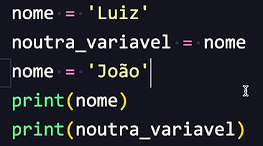 nome = 'Luiz'
noutra_variavel = nome
nome = 'João'
print(nome)
print(noutra_variavel)